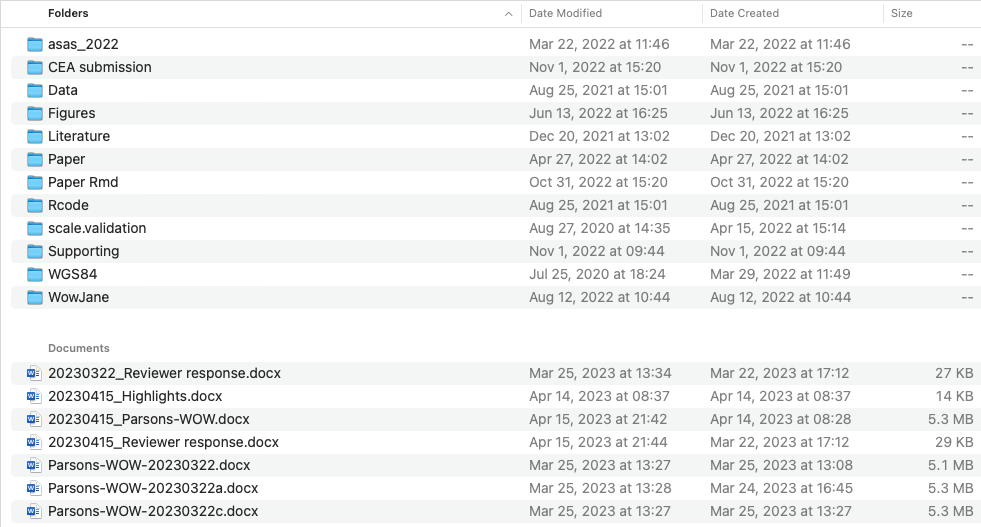 Folders Date Modified Date Created Size
asas_2022 Mar 22, 2022 at 11:46 Mar 22, 2022 at 11:46 --
CEA submission Nov 1, 2022 at 15:20 Nov 1, 2022 at 15:20 --
Data Aug 25, 2021 at 15:01 Aug 25, 2021 at 15:01 --
Figures Jun 13, 2022 at 16:25 Jun 13, 2022 at 16:25 --
Literature Dec 20, 2021 at 13:02 Dec 20, 2021 at 13:02 --
Paper Apr 27, 2022 at 14:02 Apr 27, 2022 at 14:02 --
Paper Rmd Oct 31, 2022 at 15:20 Oct 31, 2022 at 15:20 --
Rcode Aug 25, 2021 at 15:01 Aug 25, 2021 at 15:01 --
scale.validation Aug 27, 2020 at 14:35 Apr 15, 2022 at 15:14 --
Supporting Nov 1, 2022 at 09:44 Nov 1, 2022 at 09:44 --
WGS84 Jul 25, 2020 at 18:24 Mar 29, 2022 at 11:49 --
WowJane Aug 12, 2022 at 10:44 Aug 12, 2022 at 10:44 --
Documents
20230322_Reviewer response.docx Mar 25, 2023 at 13:34 Mar 22, 2023 at 17:12 27 KB
20230415_Highlights.docx Apr 14, 2023 at 08:37 Apr 14, 2023 at 08:37 14 KB
20230415_Parsons-WOW.docx Apr 15, 2023 at 21:42 Apr 14, 2023 at 08:28 5.3 MB
20230415_Reviewer response.docx Apr 15, 2023 at 21:44 Mar 22, 2023 at 17:12 29 KB
Parsons-WOW-20230322.docx Mar 25, 2023 at 13:27 Mar 25, 2023 at 13:08 5.1 MB
Parsons-WOW-20230322a.docx Mar 25, 2023 at 13:28 Mar 24, 2023 at 16:45 5.3 MB
Parsons-WOW-20230322c.docx Mar 25, 2023 at 13:27 Mar 25, 2023 at 13:27 5.3 MB